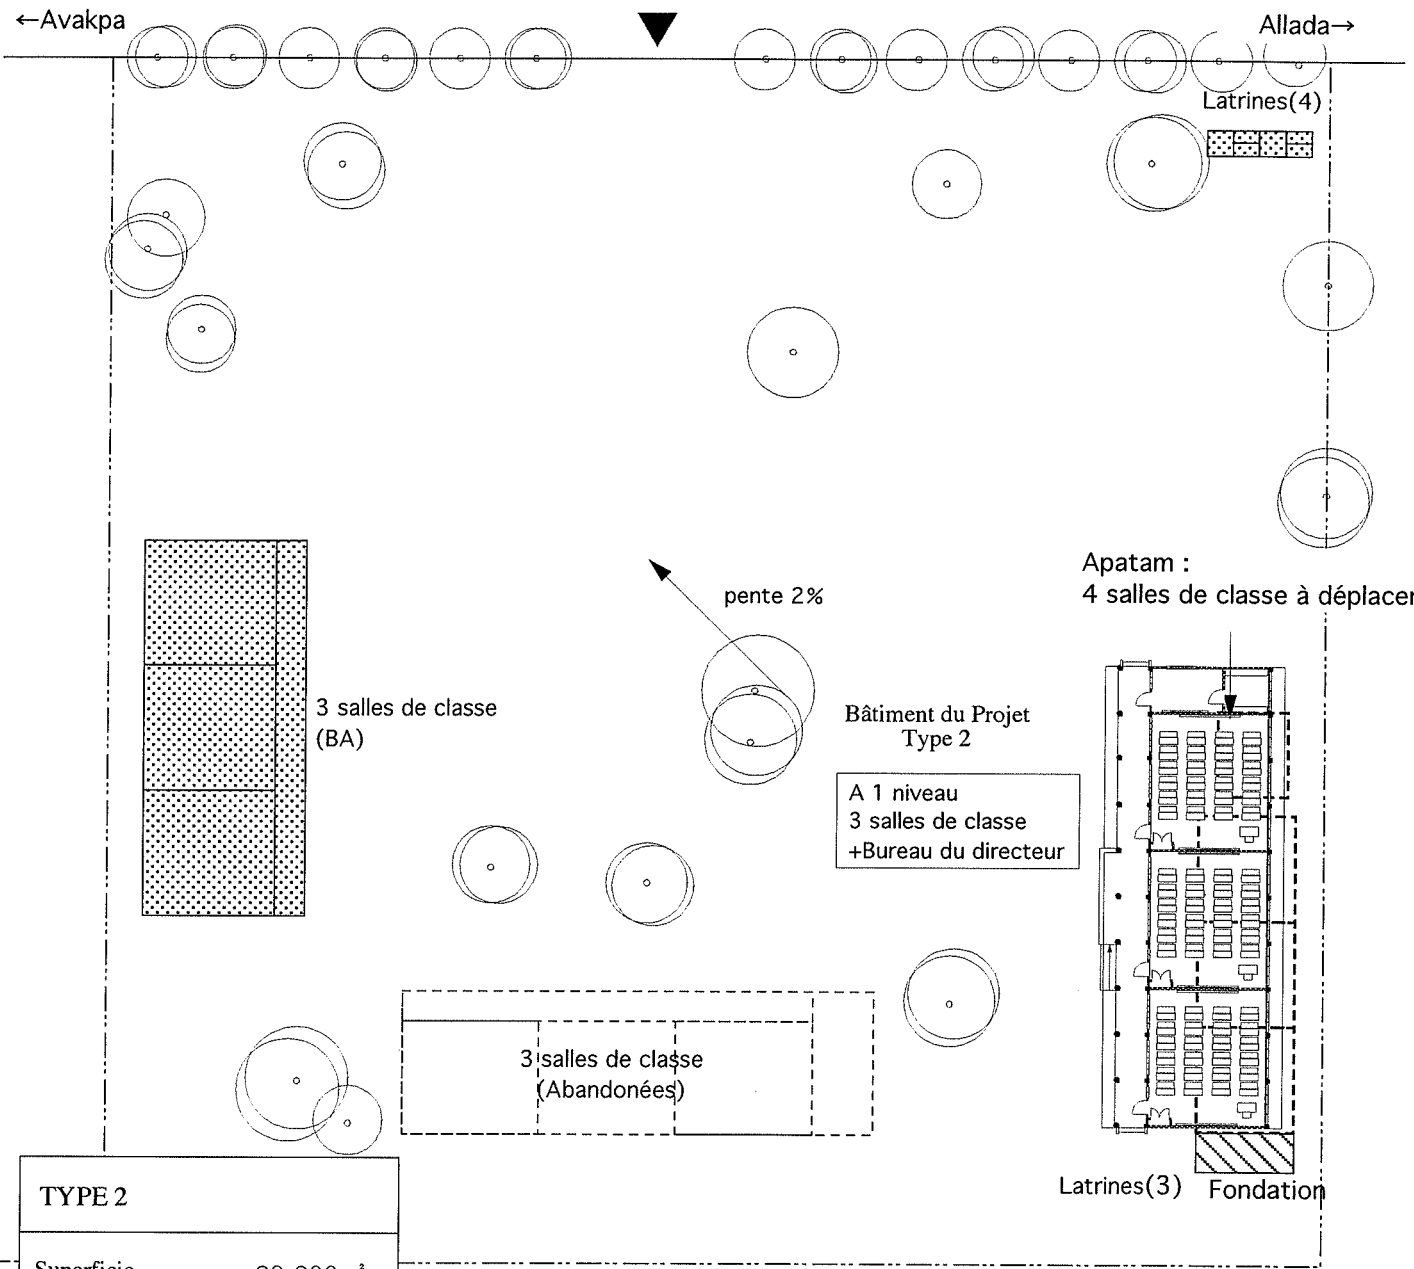 ←Avakpa
Allada→
Latrines(4)
Apatam :
4 salles de classe à déplacer
pente 2%
3 salles de classe
(BA)
Bâtiment du Projet
Type 2
A 1 niveau
3 salles de classe
+Bureau du directeur
3 salles de classe
(Abandonées)
Latrines(3) Fondation
TYPE 2
Superficie